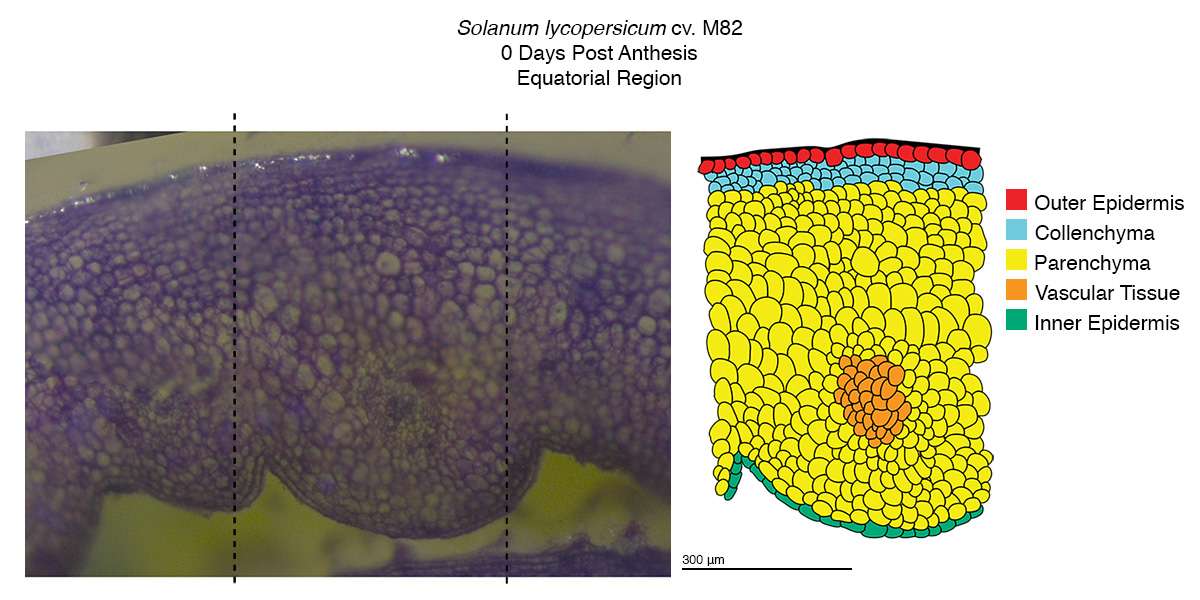 Solanum lycopersicum cv. M82
0 Days Post Anthesis
Equatorial Region
Outer Epidermis
Collenchyma
Parenchyma
Vascular Tissue
Inner Epidermis
300 µm